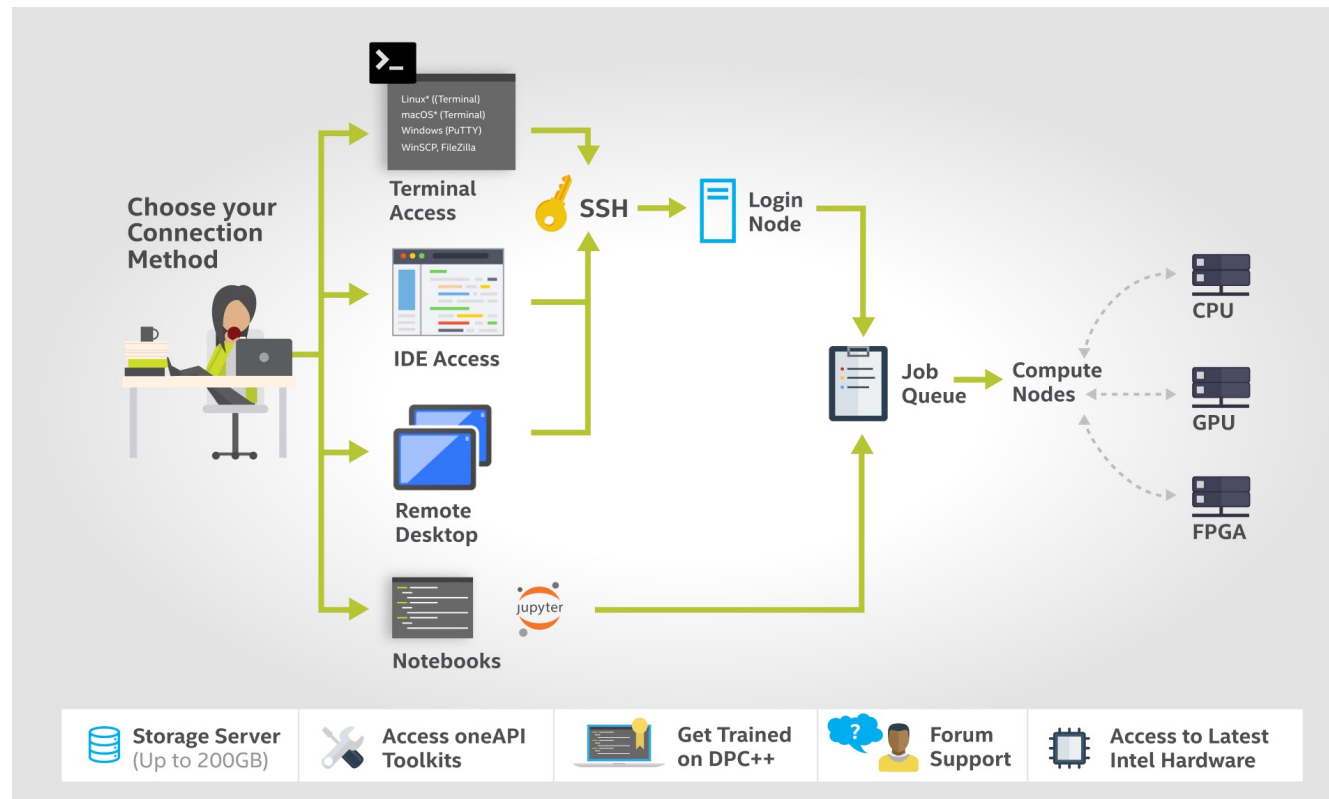 Choose your
Connection
Method
>_
Linux* ((Terminal)
macOS* (Terminal)
Windows (PuTTY)
WinSCP, FileZilla
Terminal
Access
IDE Access
Remote
Desktop
Notebooks
jupyter
SSH
Login
Node
Job
Queue
Compute
Nodes
CPU
GPU
FPGA
Storage Server
(Up to 200GB)
Access oneAPI
Toolkits
Get Trained
on DPC++
?
Forum
Support
Access to Latest
Intel Hardware